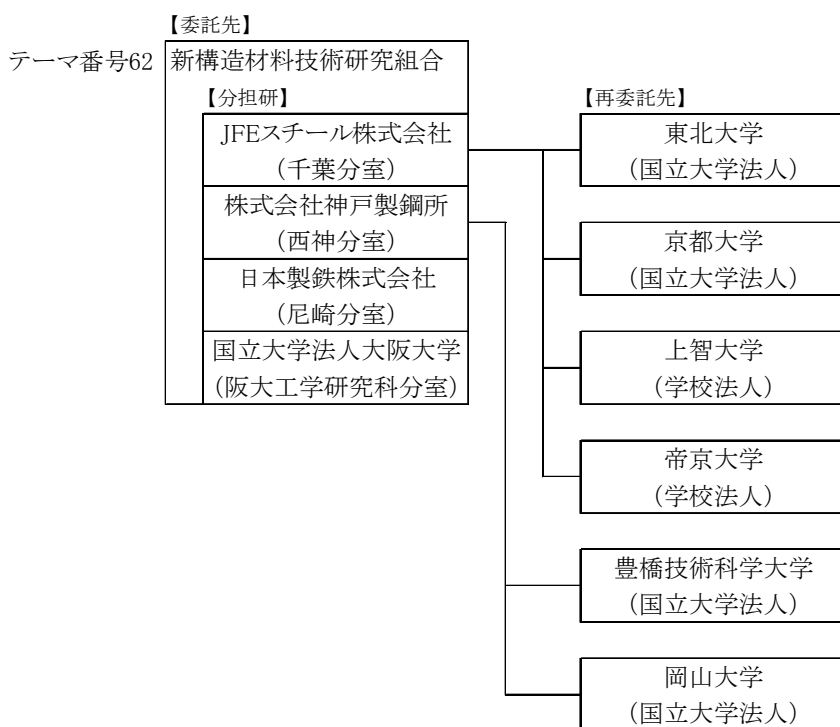 【委託先】
テーマ番号62
新構造材料技術研究組合
【分担研】
JFEスチール株式会社
(千葉分室)
株式会社神戸製鋼所
(西神分室)
日本製鉄株式会社
(尼崎分室)
国立大学法人大阪大学
(阪大工学研究科分室)
【再委託先】
東北大学
(国立大学法人)
京都大学
(国立大学法人)
上智大学
(学校法人)
帝京大学
(学校法人)
豊橋技術科学大学
(国立大学法人)
岡山大学
(国立大学法人)